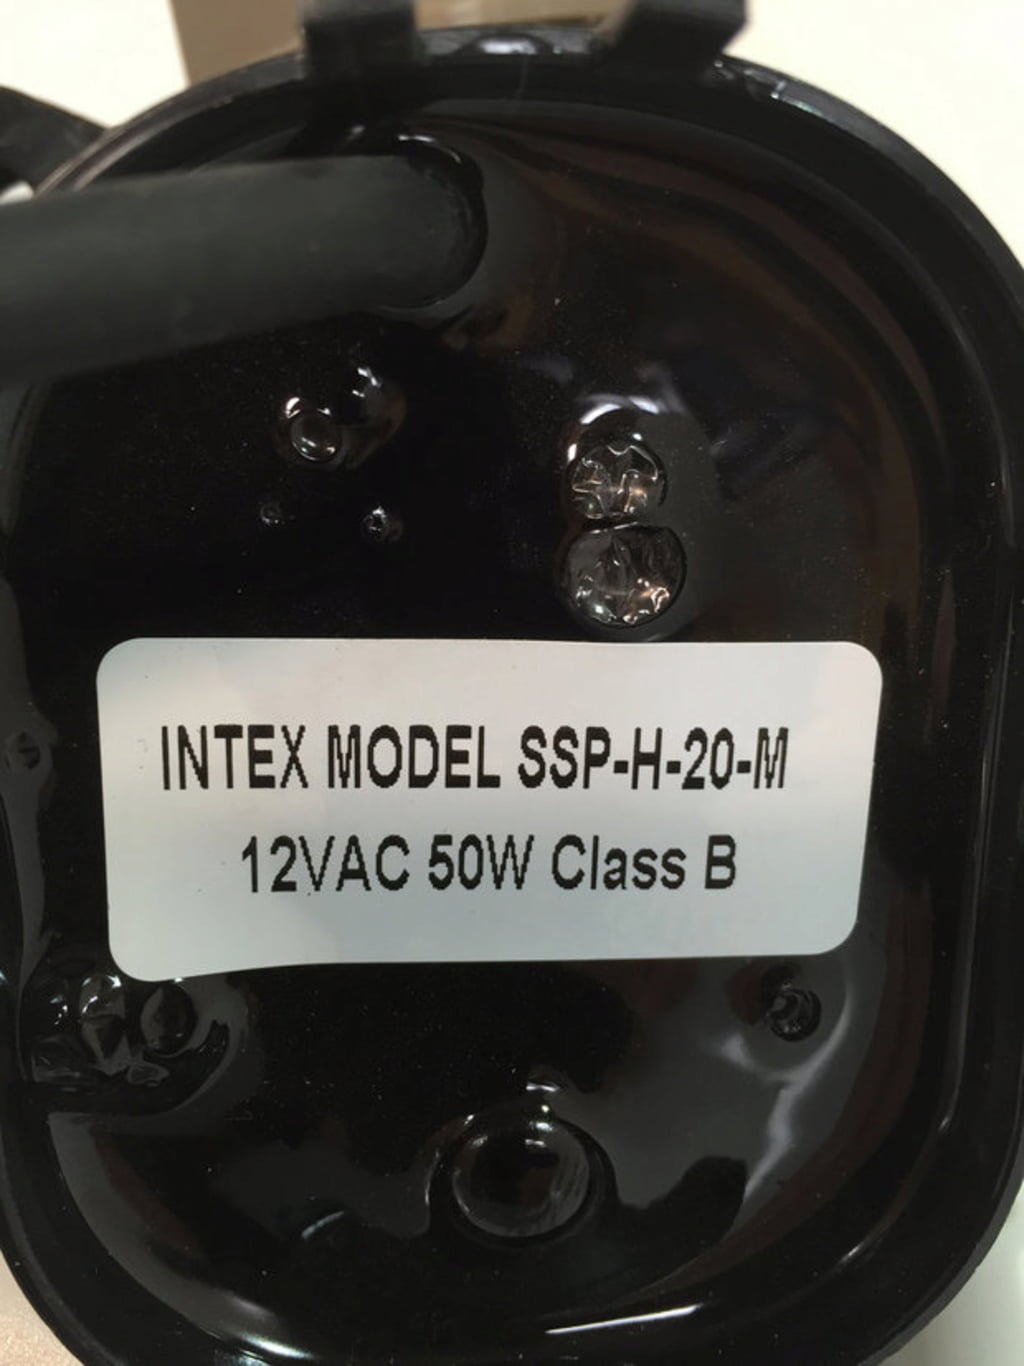 INTEX MODEL SSP-H-20-M
12VAC 50W Class B